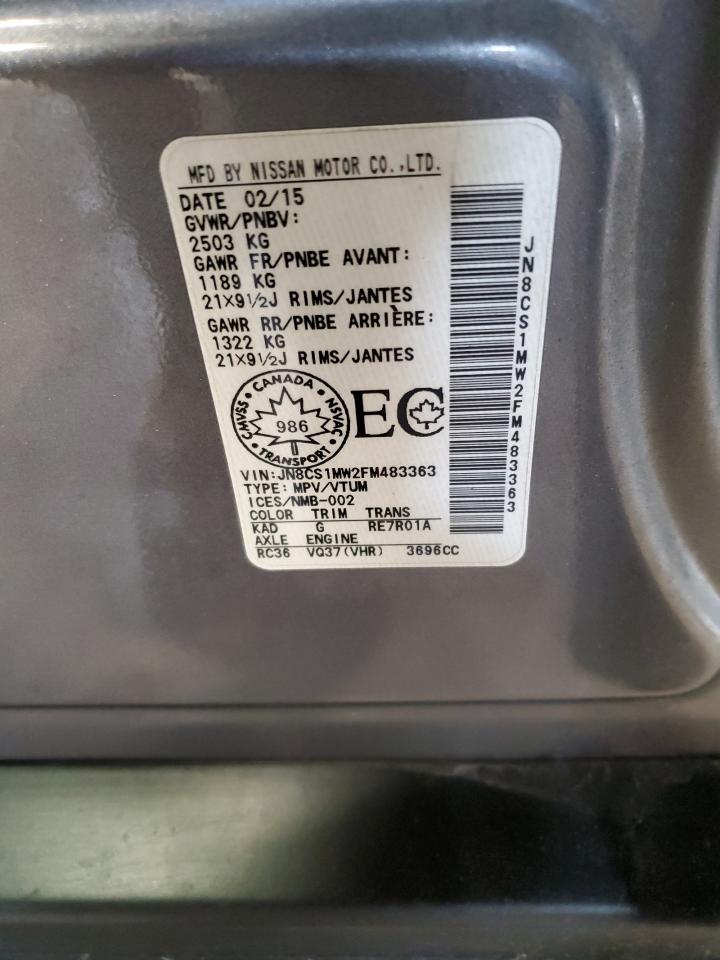 MFD BY NISSAN MOTOR CO.,LTD.
DATE 02/15
GVWR/PNBV:
2503 KG
GAWR FR/PNBE AVANT:
1189 KG
21X9½J RIMS/JANTES
GAWR RR/PNBE ARRIÈRE:
1322 KG
21X9½J RIMS/JANTES
CANADA
CMVSS NSVAC
986
TRANSPORT
EC
VIN:JN8CS1MW2FM483363
TYPE: MPV/VTUM
ICES/NMB-002
COLOR TRIM TRANS
KAD G RE7R01A
AXLE ENGINE
RC36 VQ37(VHR) 3696CC
JN8CS1MW2FM483363